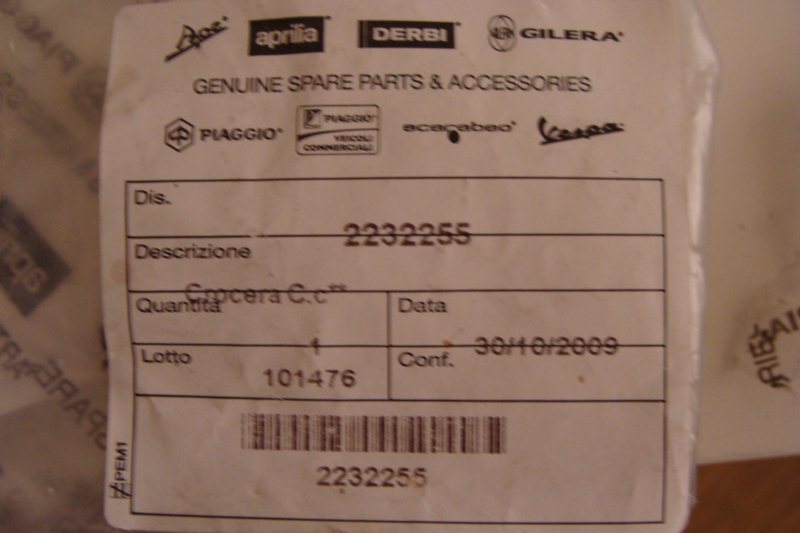 Ape aprilia DERBI GILERA
GENUINE SPARE PARTS & ACCESSORIES
PIAGGIO PIAGGIO VEICOLI COMMERCIALI scarabeo Vespa
Dis.
2232255
Descrizione
Crocera C.c**
Quantità
1
Data
30/10/2009
Lotto
101476
Conf.
2232255
PEM1